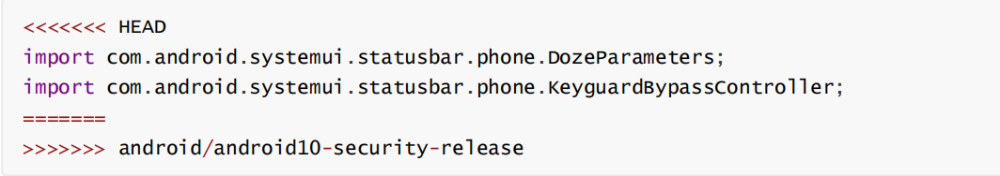 <<<<<<< HEAD
import com.android.systemui.statusbar.phone.DozeParameters;
import com.android.systemui.statusbar.phone.KeyguardBypassController;
=======
>>>>>>> android/android10-security-release